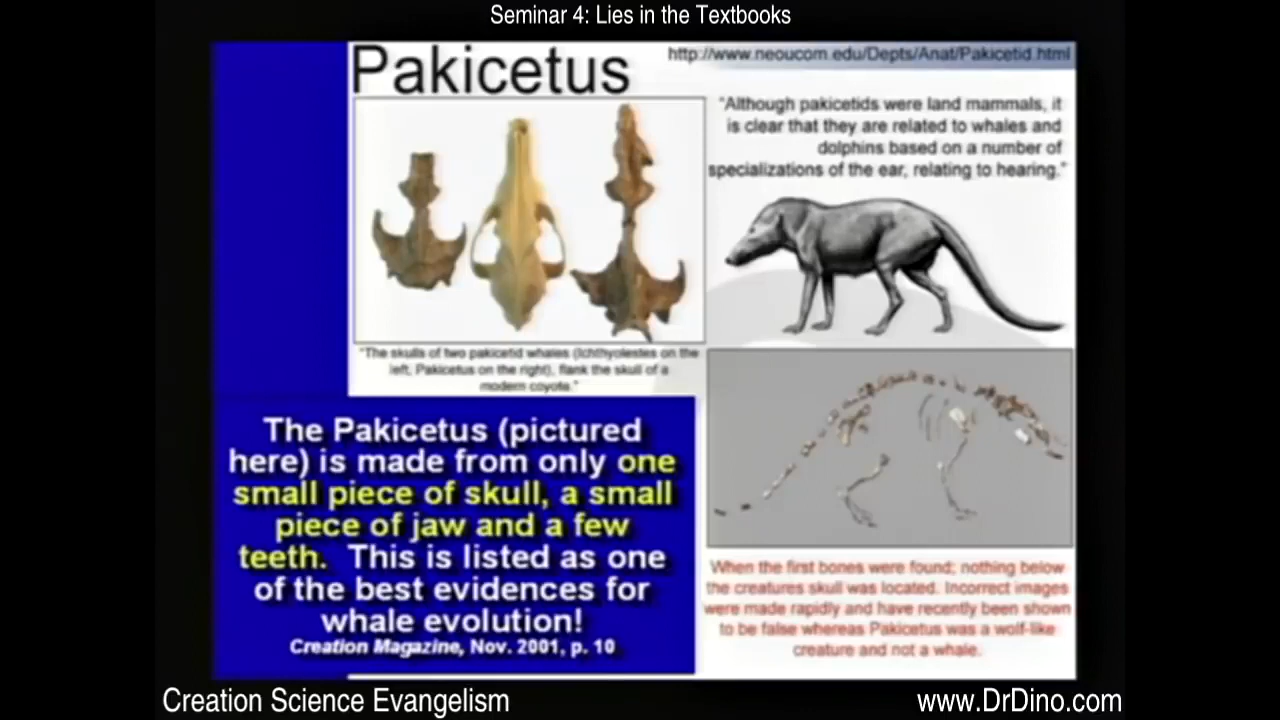 Seminar 4: Lies in the Textbooks
Pakicetus
http://www.neoucom.edu/Depts/Anat/Pakicetid.html
"Although pakicetids were land mammals, it
is clear that they are related to whales and
dolphins based on a number of
specializations of the ear, relating to hearing."
"The skulls of two pakicetid whales (Ichthyolestes on the
left, Pakicetus on the right), flank the skull of a
modern coyote."
The Pakicetus (pictured
here) is made from only one
small piece of skull, a small
piece of jaw and a few
teeth. This is listed as one
of the best evidences for
whale evolution!
Creation Magazine, Nov. 2001, p. 10
When the first bones were found; nothing below
the creatures skull was located. Incorrect images
were made rapidly and have recently been shown
to be false whereas Pakicetus was a wolf-like
creature and not a whale.
Creation Science Evangelism
www.DrDino.com